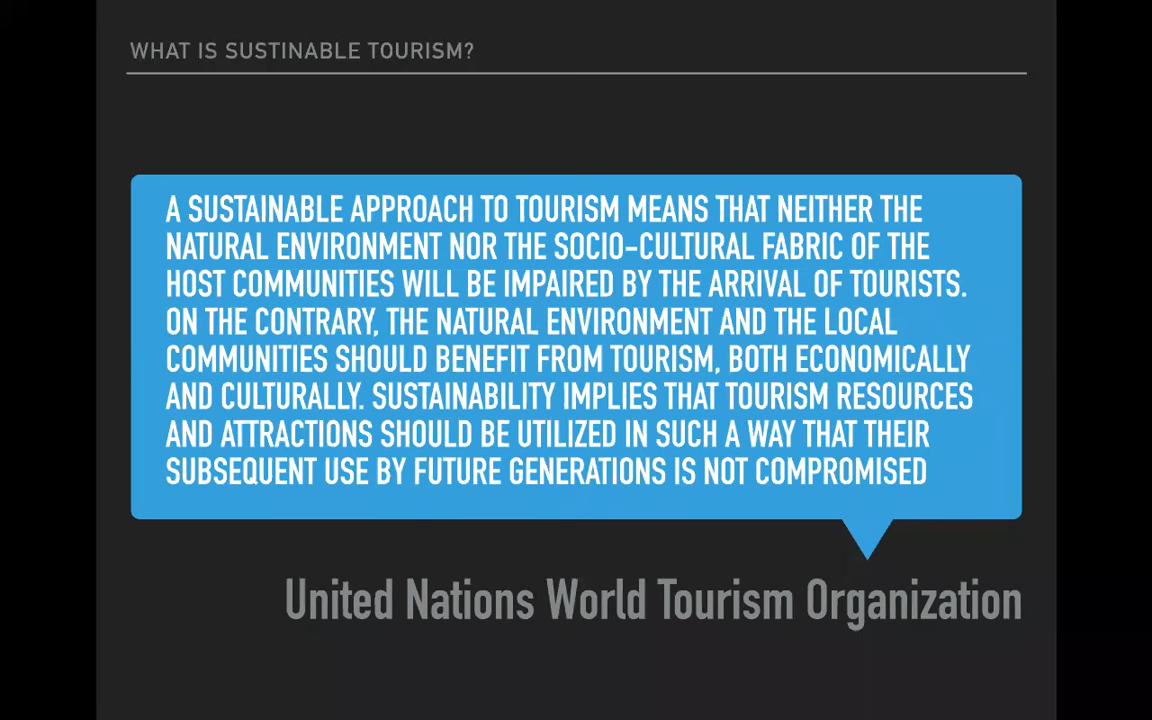 WHAT IS SUSTINABLE TOURISM?
A SUSTAINABLE APPROACH TO TOURISM MEANS THAT NEITHER THE
NATURAL ENVIRONMENT NOR THE SOCIO-CULTURAL FABRIC OF THE
HOST COMMUNITIES WILL BE IMPAIRED BY THE ARRIVAL OF TOURISTS.
ON THE CONTRARY, THE NATURAL ENVIRONMENT AND THE LOCAL
COMMUNITIES SHOULD BENEFIT FROM TOURISM, BOTH ECONOMICALLY
AND CULTURALLY. SUSTAINABILITY IMPLIES THAT TOURISM RESOURCES
AND ATTRACTIONS SHOULD BE UTILIZED IN SUCH A WAY THAT THEIR
SUBSEQUENT USE BY FUTURE GENERATIONS IS NOT COMPROMISED
United Nations World Tourism Organization